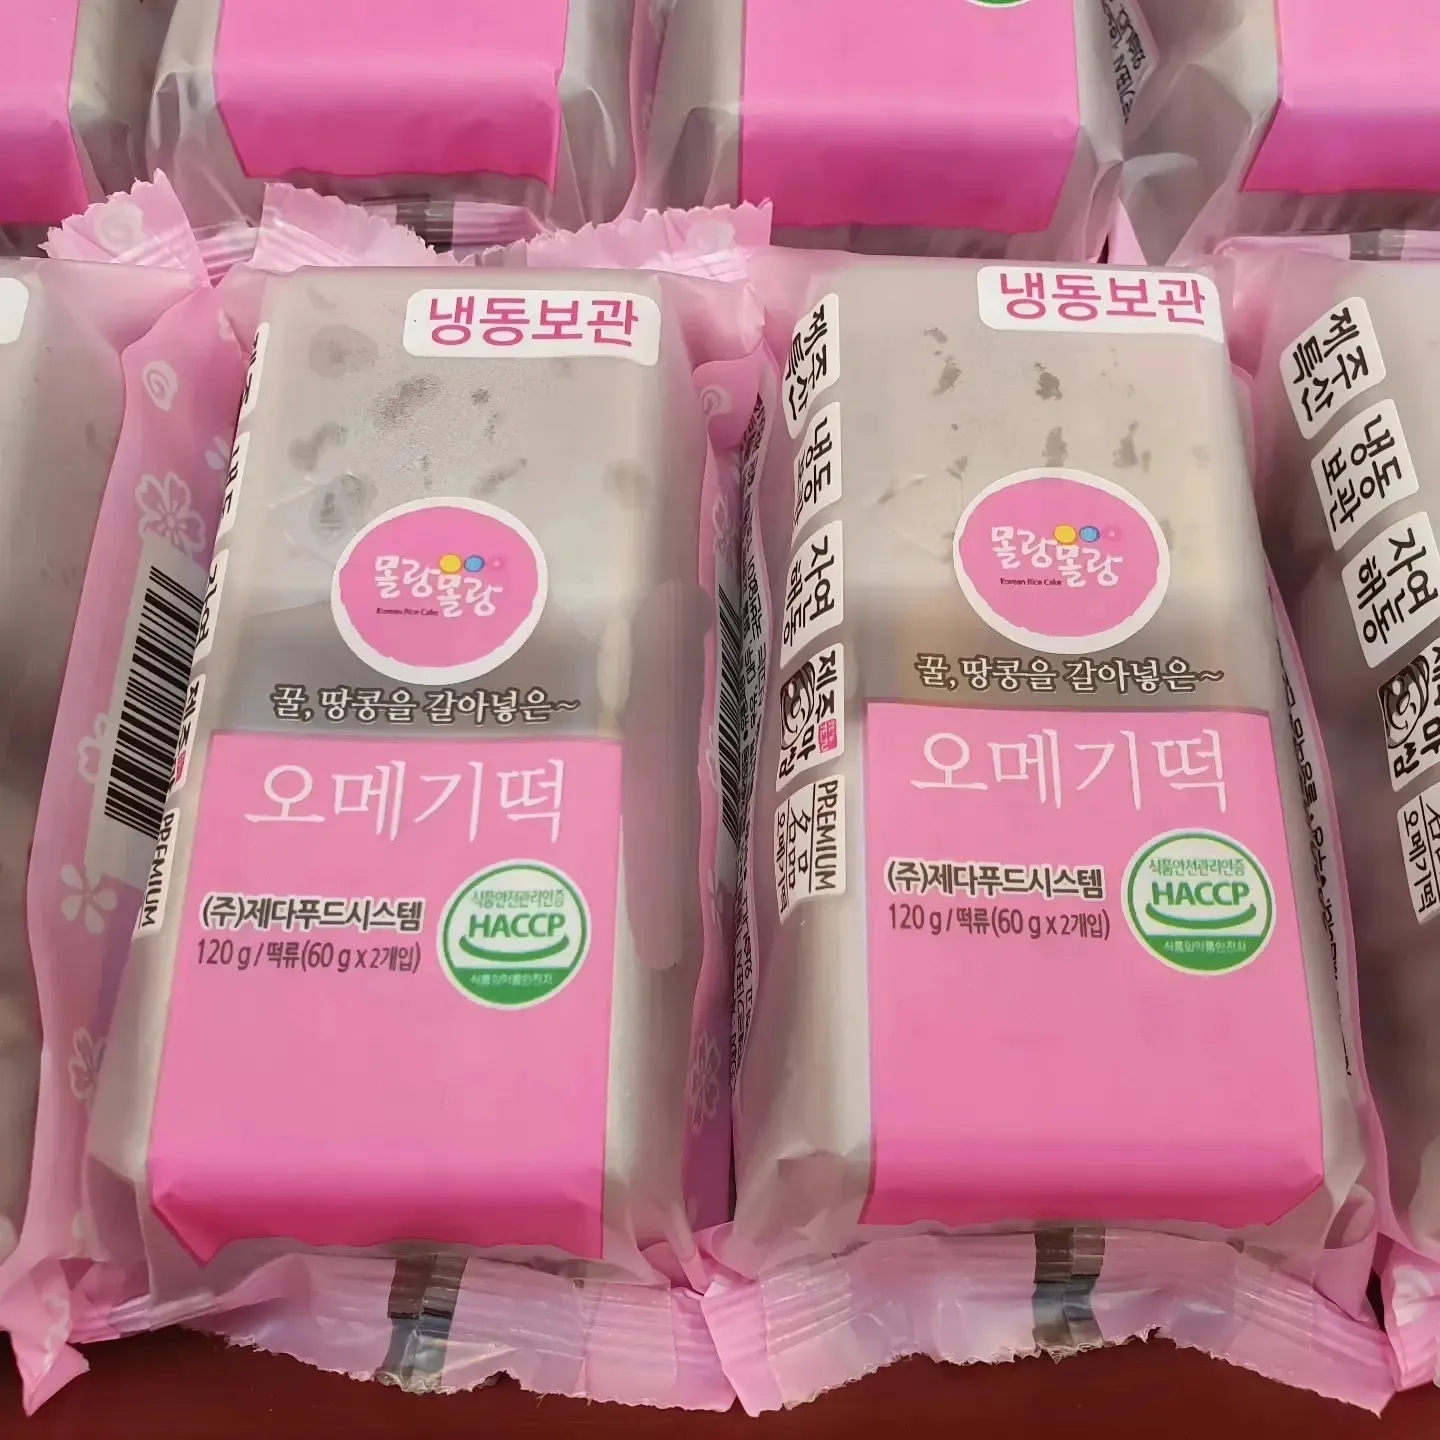 냉동보관
몰랑몰랑
Korean Rice Cake
꿀, 땅콩을 갈아넣은~
오메기떡
(주)제다푸드시스템
120 g / 떡류(60 g x 2개입)
식품안전관리인증
HACCP
식품의약품안전처
PREMIUM
냉동보관
제주
특산
냉동
보관
자연
해동
제주
PREMIUM
명품
오메기떡
몰랑몰랑
Korean Rice Cake
꿀, 땅콩을 갈아넣은~
오메기떡
(주)제다푸드시스템
120 g / 떡류(60 g x 2개입)
식품안전관리인증
HACCP
식품의약품안전처
제주
특산
냉동
보관
자연
해동
오메기떡